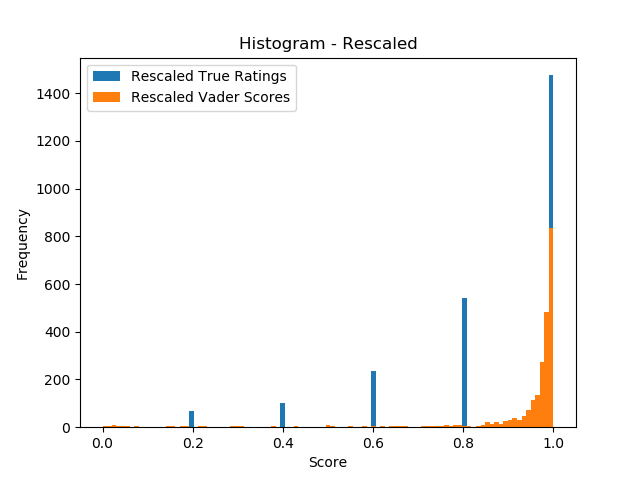 Histogram - Rescaled
Rescaled True Ratings
Rescaled Vader Scores
1400
1200
1000
800
600
400
200
0
Frequency
0.0 0.2 0.4 0.6 0.8 1.0
Score